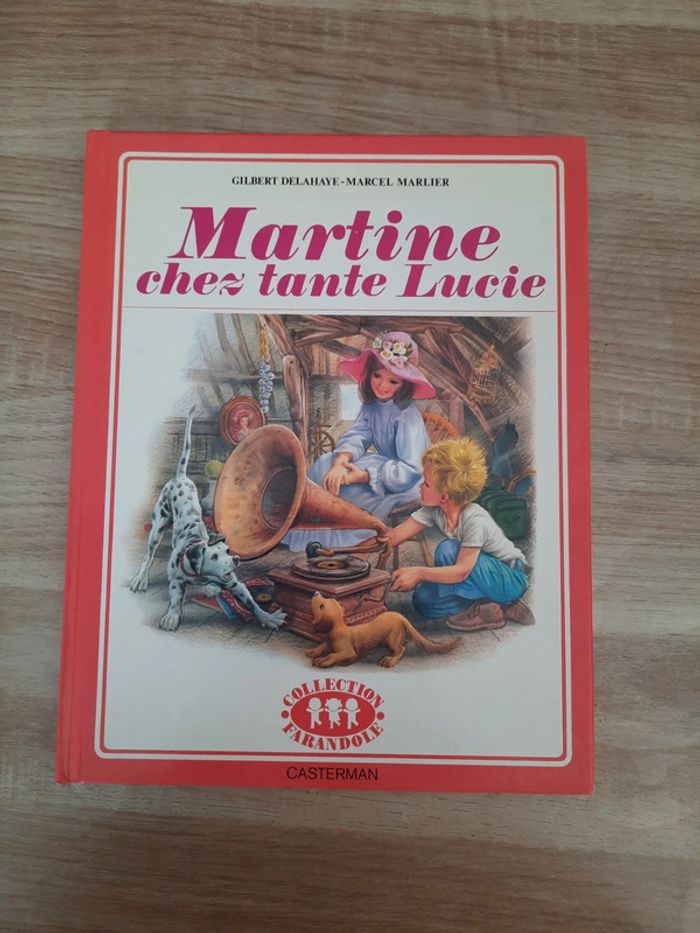 GILBERT DELAHAYE-MARCEL MARLIER
Martine
chez tante Lucie
COLLECTION
FARANDOLE
CASTERMAN